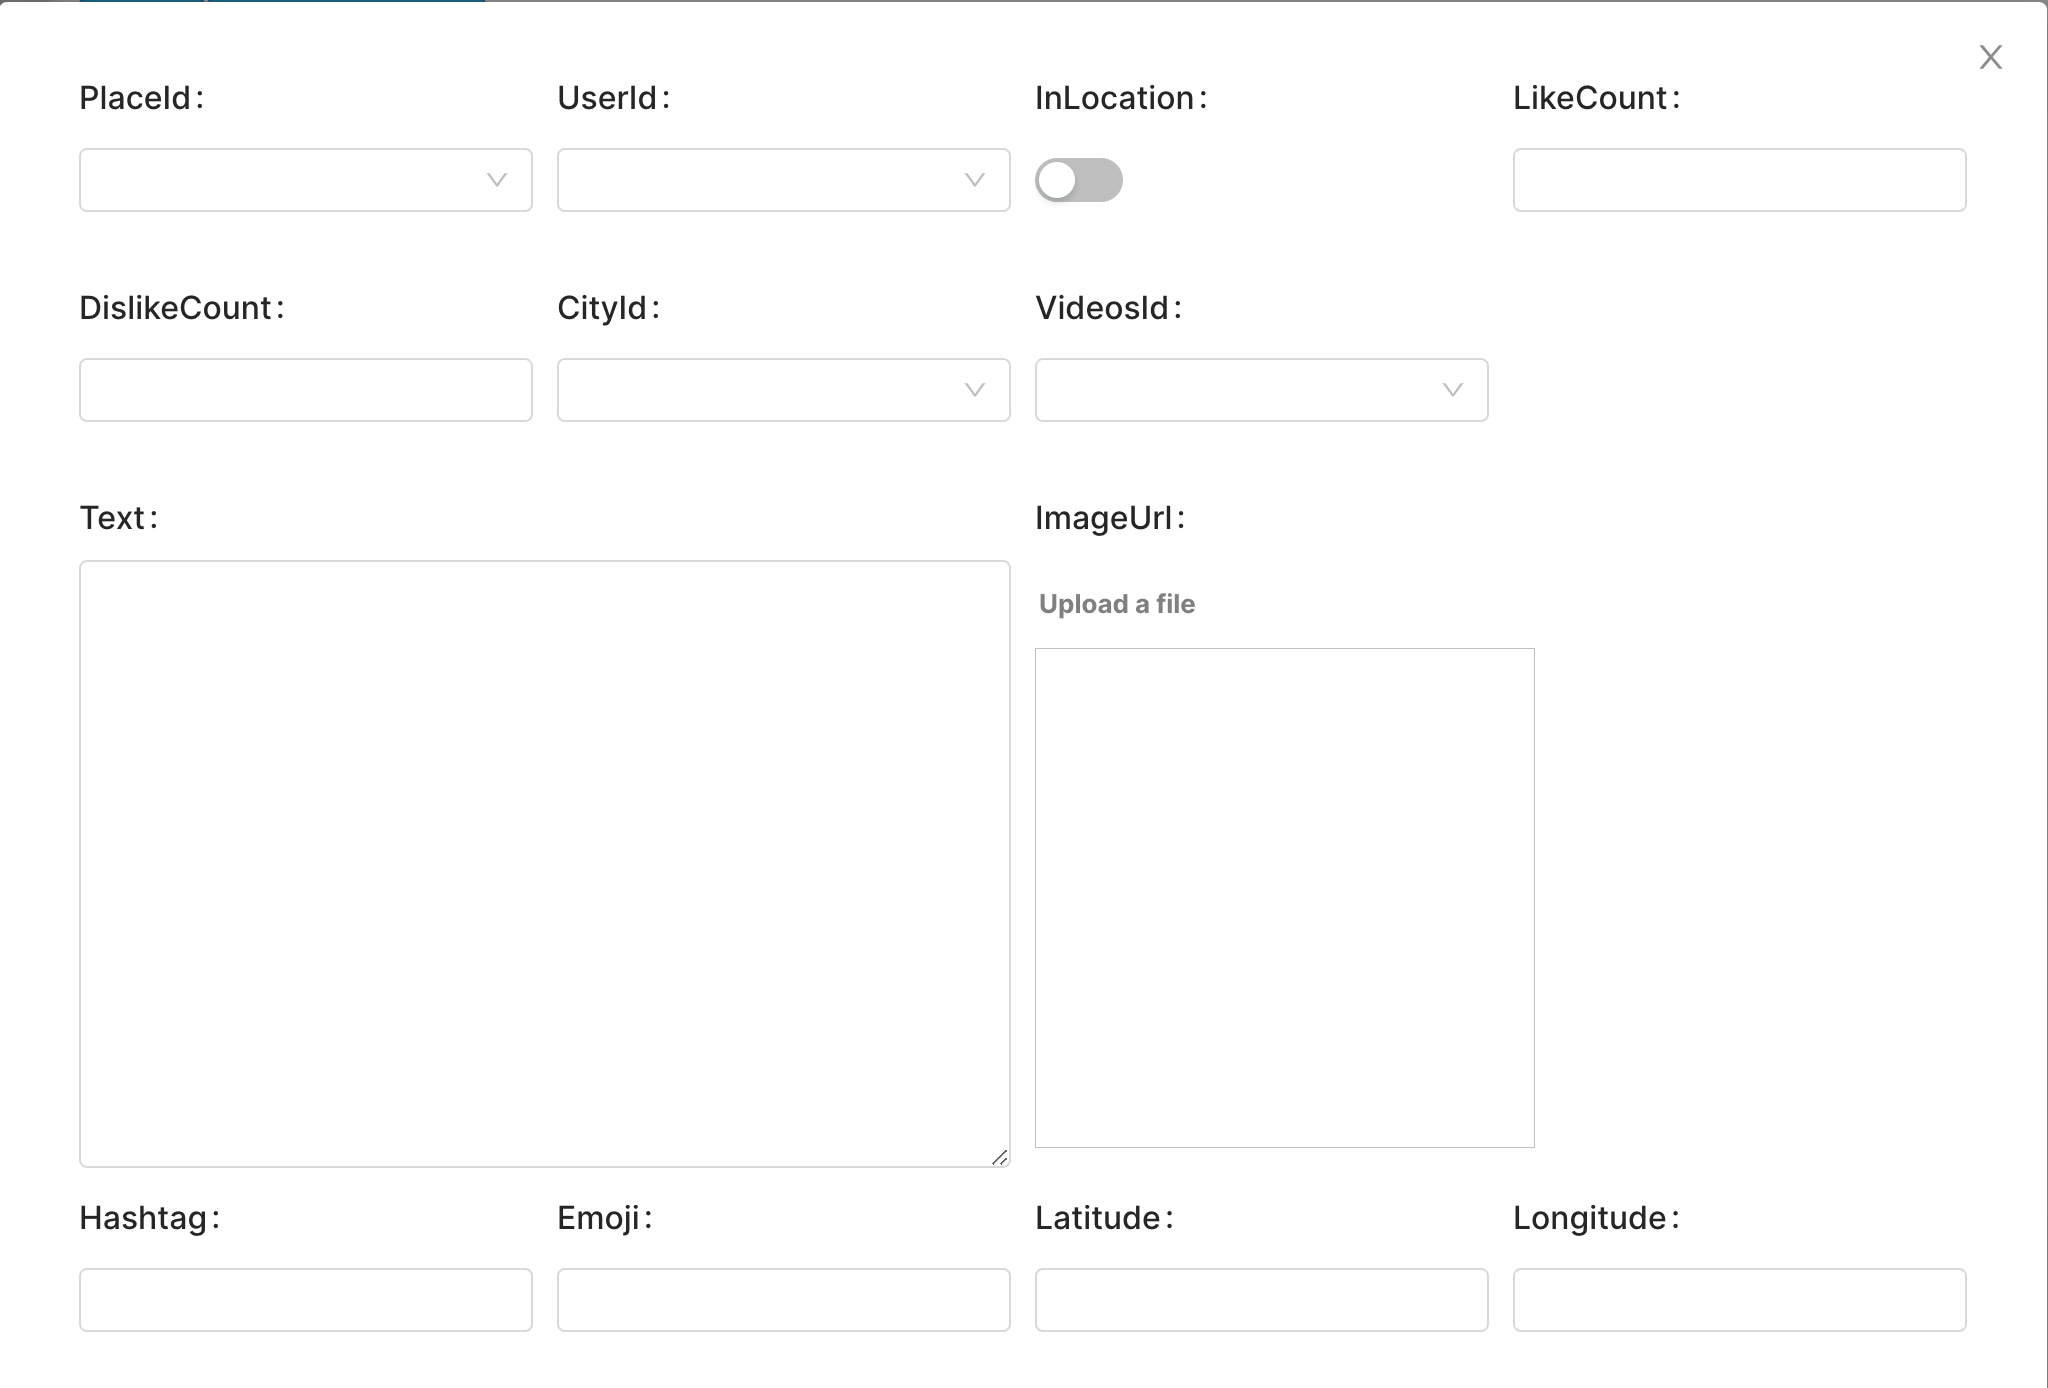 PlaceId:
UserId:
InLocation:
LikeCount:
DislikeCount:
CityId:
VideosId:
Text:
ImageUrl:
Upload a file
Hashtag:
Emoji:
Latitude:
Longitude: